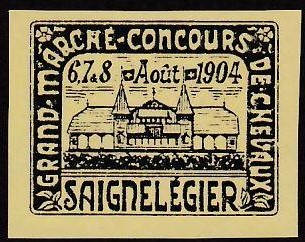 GRAND-MARCHÉ-CONCOURS DE CHEVAUX
6, 7 & 8 Août 1904
SAIGNELÉGIER